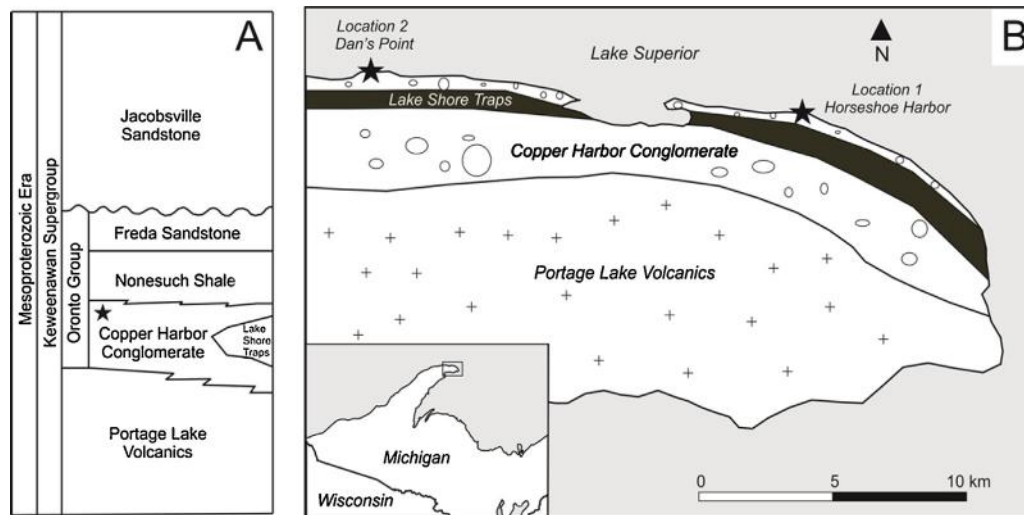 A
Mesoproterozoic Era
Keweenawan Supergroup
Oronto Group
Jacobsville
Sandstone
Freda Sandstone
Nonesuch Shale
Copper Harbor
Conglomerate
Lake
Shore
Traps
Portage Lake
Volcanics
B
Location 2
Dan's Point
Lake Superior
N
Location 1
Horseshoe Harbor
Lake Shore Traps
Copper Harbor Conglomerate
Portage Lake Volcanics
Michigan
Wisconsin
0 5 10 km